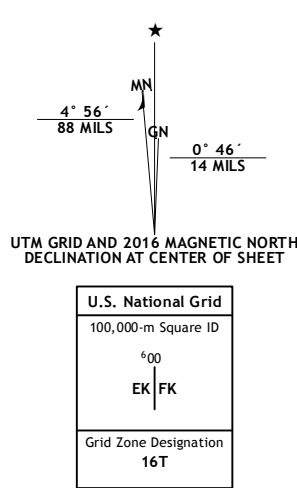 ★
MN
4° 56´
88 MILS
GN
0° 46´
14 MILS
UTM GRID AND 2016 MAGNETIC NORTH
DECLINATION AT CENTER OF SHEET
U.S. National Grid
100,000-m Square ID
⁶00
EK FK
Grid Zone Designation
16T